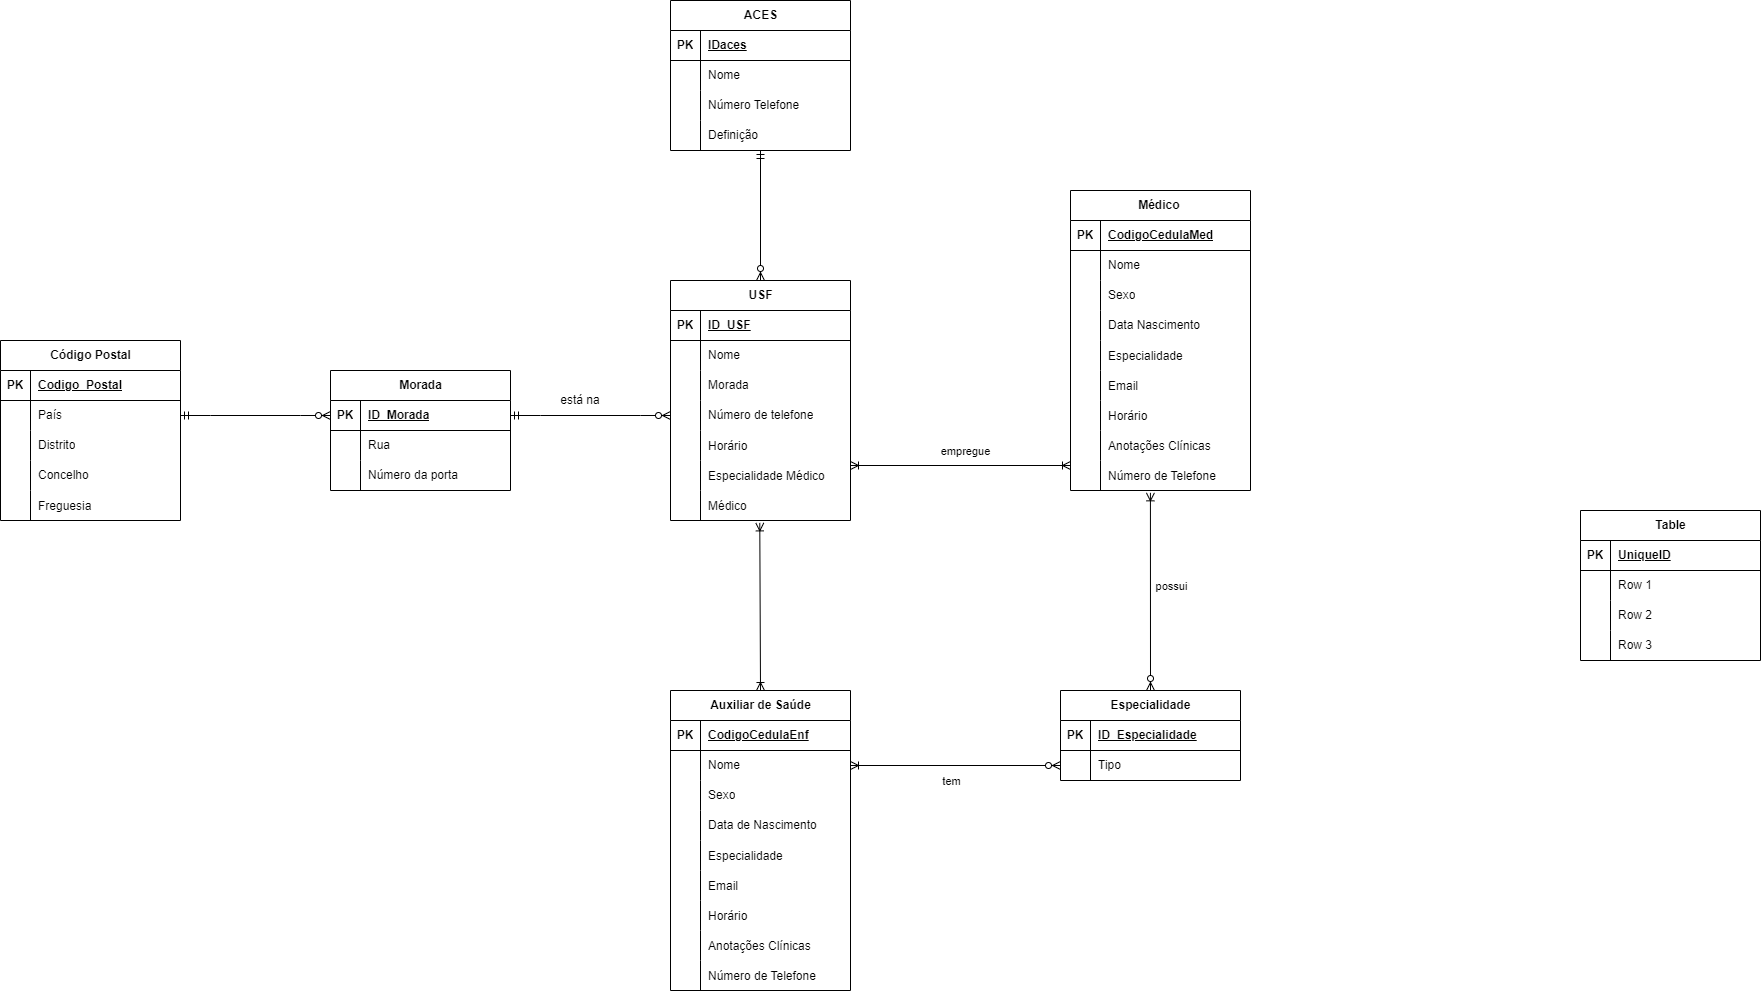 ACES
PK IDaces
Nome
Número Telefone
Definição
Médico
PK CodigoCedulaMed
Nome
Sexo
Data Nascimento
Especialidade
Email
Horário
Anotações Clínicas
Número de Telefone
USF
PK ID_USF
Nome
Morada
Número de telefone
Horário
Especialidade Médico
Médico
Código Postal
PK Codigo_Postal
País
Distrito
Concelho
Freguesia
Morada
PK ID_Morada
Rua
Número da porta
está na
empregue
possui
Table
PK UniqueID
Row 1
Row 2
Row 3
Auxiliar de Saúde
PK CodigoCedulaEnf
Nome
Sexo
Data de Nascimento
Especialidade
Email
Horário
Anotações Clínicas
Número de Telefone
tem
Especialidade
PK ID_Especialidade
Tipo